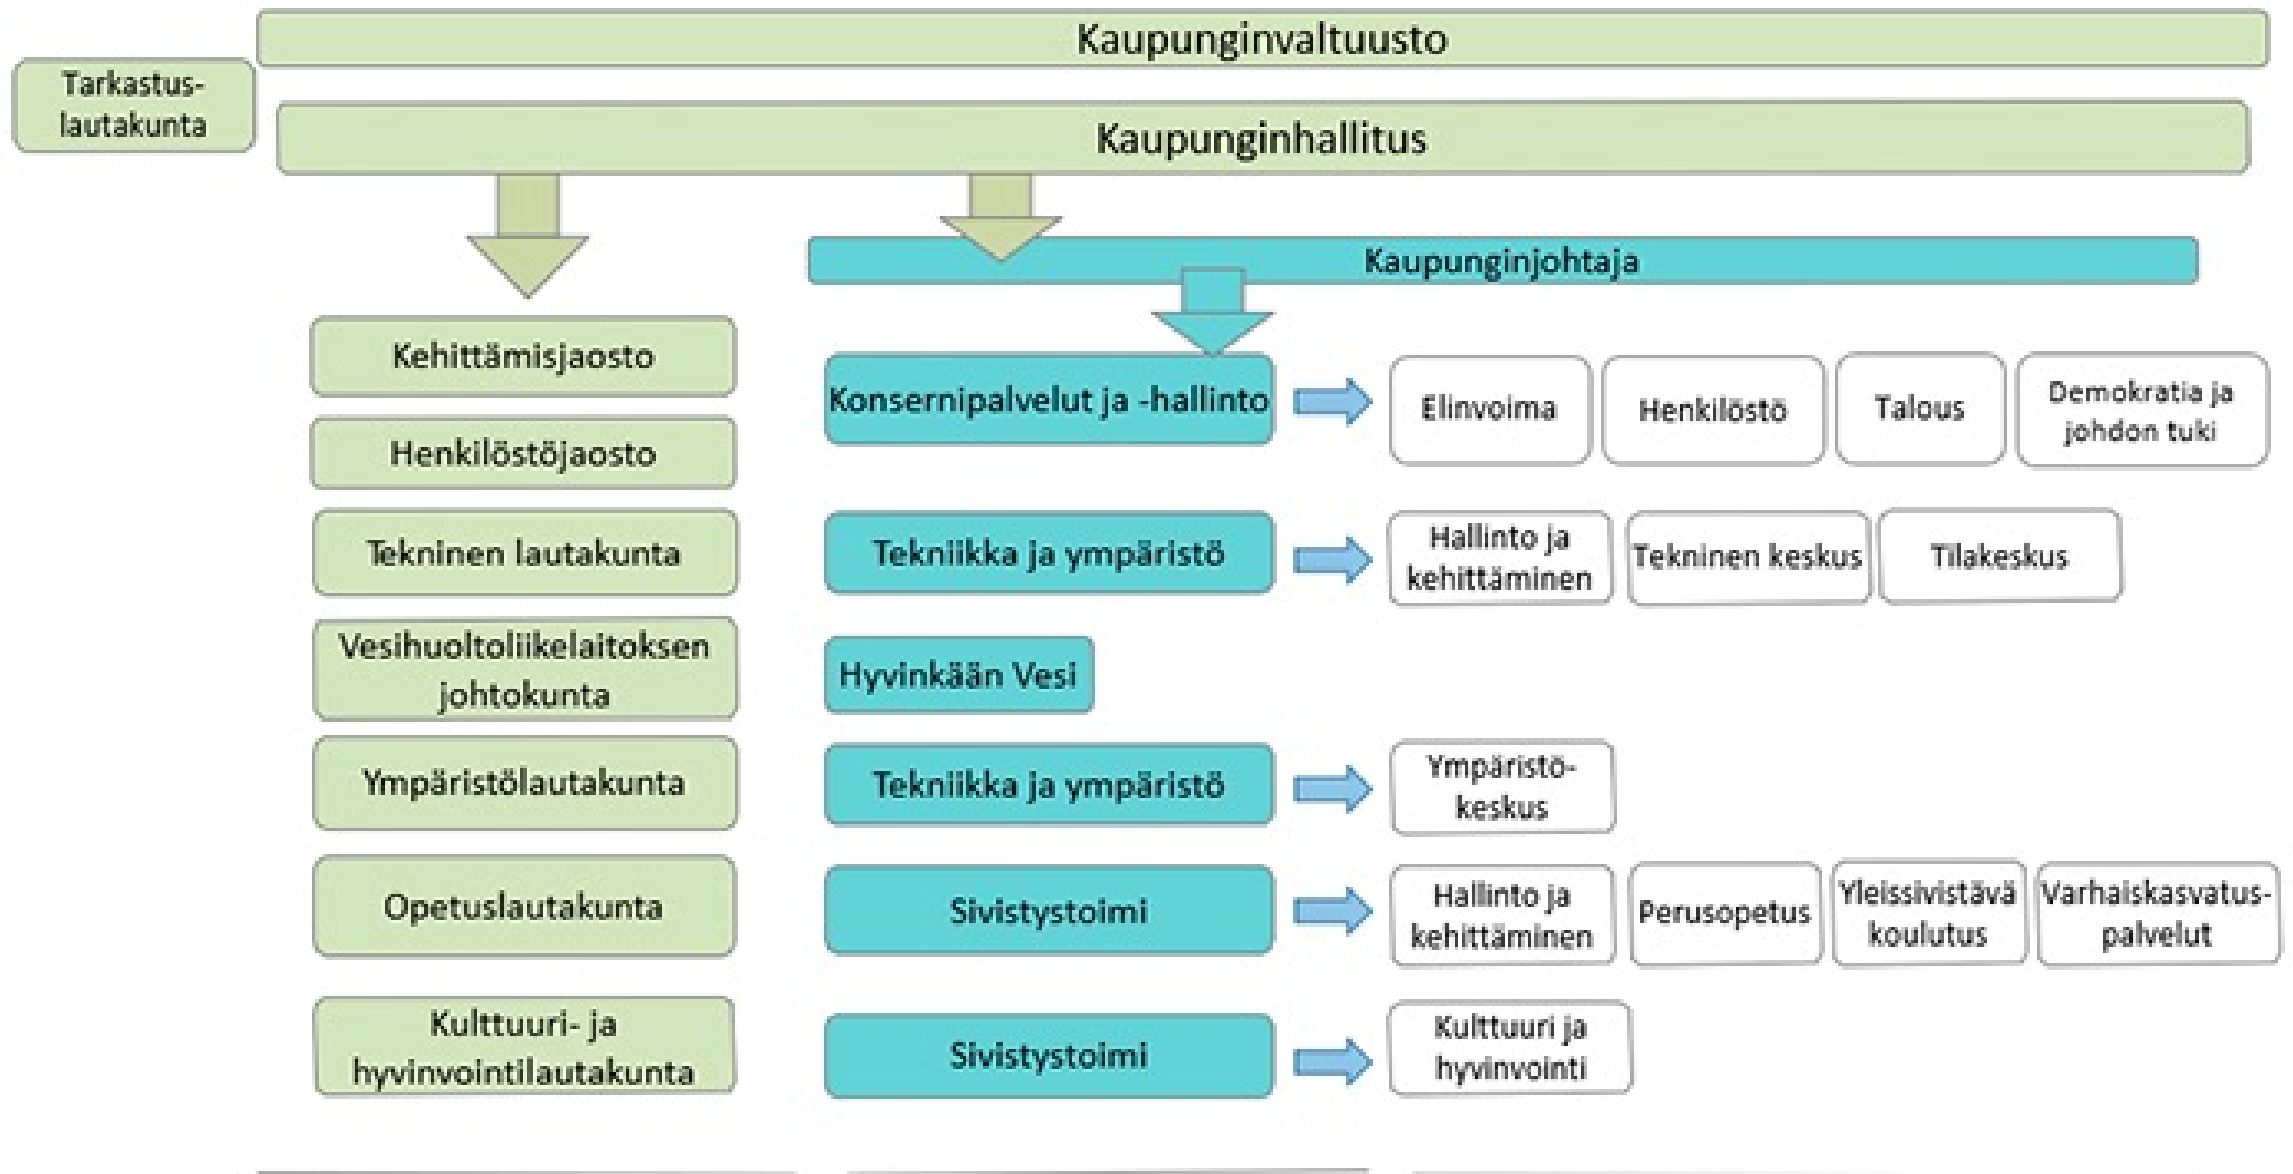 Kaupunginvaltuusto
Tarkastus-
lautakunta
Kaupunginhallitus
Kaupunginjohtaja
Kehittämisjaosto
Konsernipalvelut ja -hallinto
Elinvoima
Henkilöstö
Talous
Demokratia ja
johdon tuki
Henkilöstöjaosto
Tekninen lautakunta
Tekniikka ja ympäristö
Hallinto ja
kehittäminen
Tekninen keskus
Tilakeskus
Vesihuoltoliikelaitoksen
johtokunta
Hyvinkään Vesi
Ympäristölautakunta
Tekniikka ja ympäristö
Ympäristö-
keskus
Opetuslautakunta
Sivistystoimi
Hallinto ja
kehittäminen
Perusopetus
Yleissivistävä
koulutus
Varhaiskasvatus-
palvelut
Kulttuuri- ja
hyvinvointilautakunta
Sivistystoimi
Kulttuuri ja
hyvinvointi